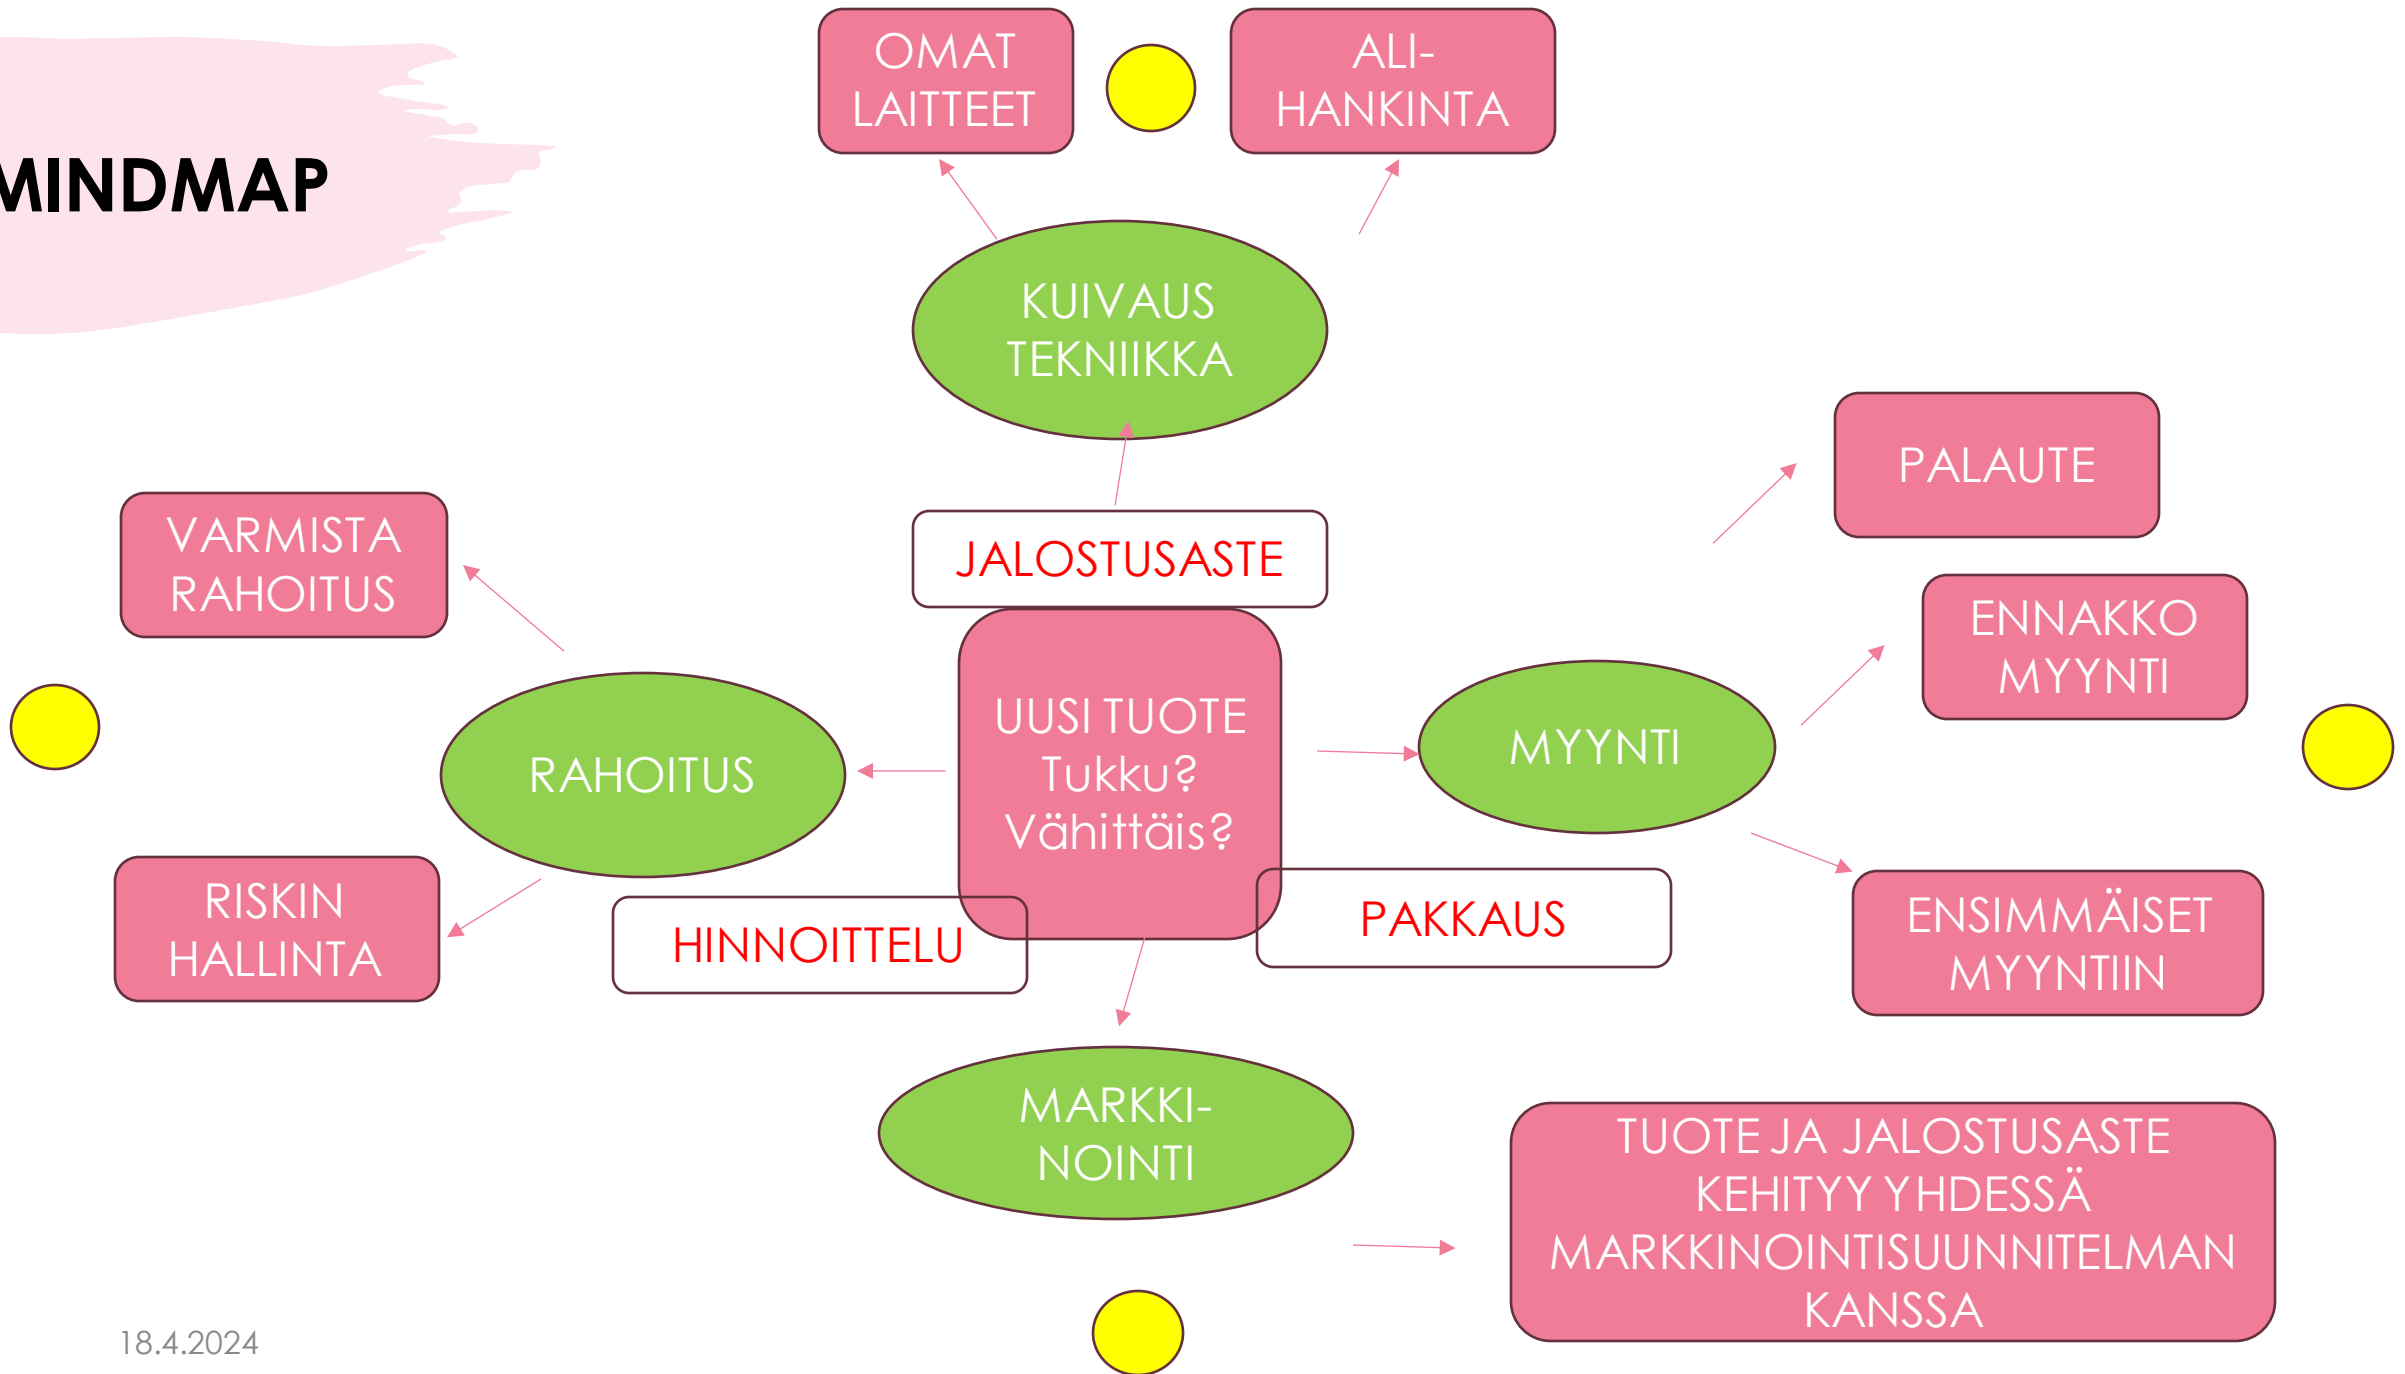 MINDMAP
OMAT
LAITTEET
ALI-
HANKINTA
KUIVAUS
TEKNIIKKA
JALOSTUSASTE
UUSI TUOTE
Tukku?
Vähittäis?
VARMISTA
RAHOITUS
RAHOITUS
RISKIN
HALLINTA
HINNOITTELU
PAKKAUS
MYYNTI
PALAUTE
ENNAKKO
MYYNTI
ENSIMMÄISET
MYYNTIIN
MARKKI-
NOINTI
TUOTE JA JALOSTUSASTE
KEHITYY YHDESSÄ
MARKKINOINTISUUNNITELMAN
KANSSA
18.4.2024